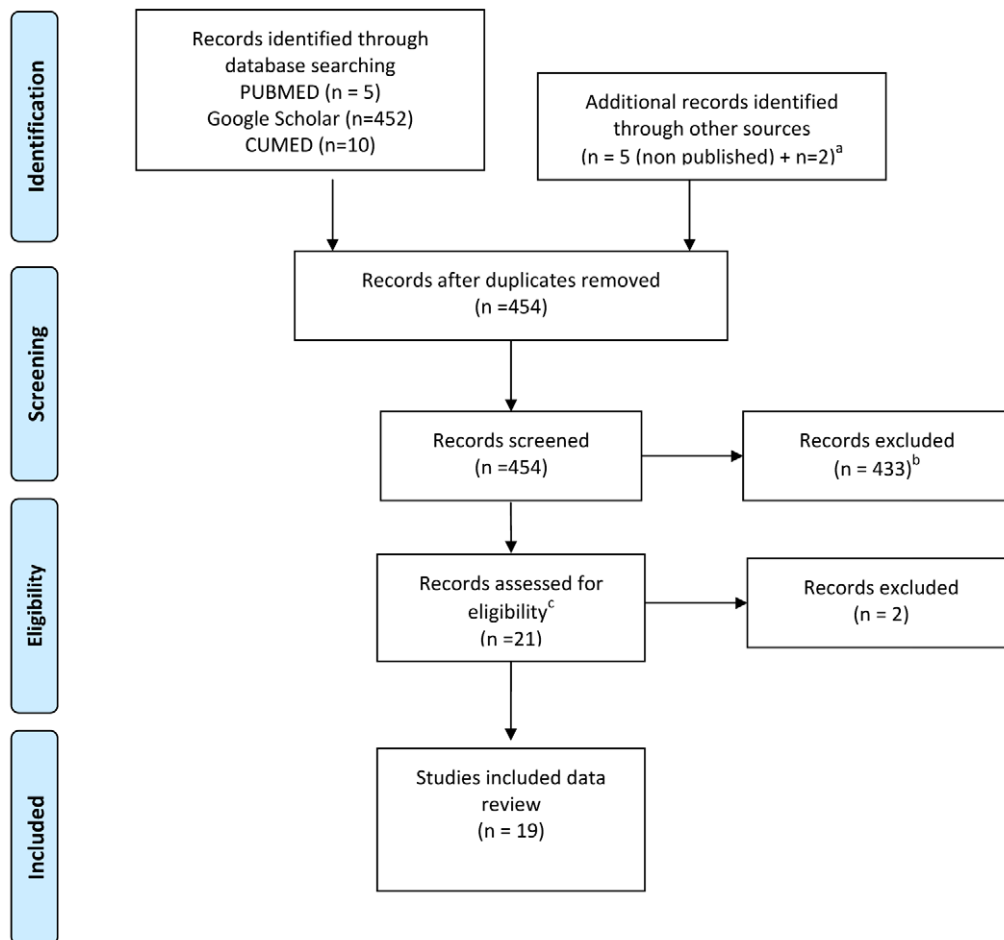 Identification
Records identified through
database searching
PUBMED (n = 5)
Google Scholar (n=452)
CUMED (n=10)
Additional records identified
through other sources
(n = 5 (non published) + n=2)a
Records after duplicates removed
(n =454)
Screening
Records screened
(n =454)
Records excluded
(n = 433)b
Eligibility
Records assessed for
eligibilityc
(n =21)
Records excluded
(n = 2)
Included
Studies included data
review
(n = 19)